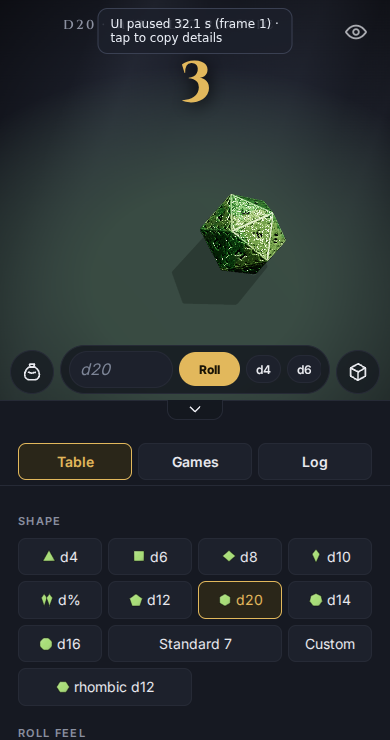 D20
UI paused 32.1 s (frame 1) ·
tap to copy details
3
d20
Roll
d4
d6
Table
Games
Log
SHAPE
d4
d6
d8
d10
d%
d12
d20
d14
d16
Standard 7
Custom
rhombic d12
ROLL FEEL